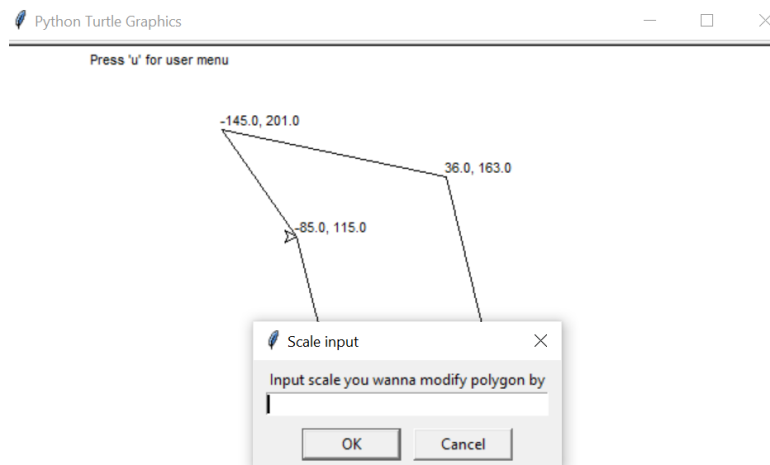 Python Turtle Graphics
Press 'u' for user menu
-145.0, 201.0
36.0, 163.0
-85.0, 115.0
Scale input
Input scale you wanna modify polygon by
OK
Cancel